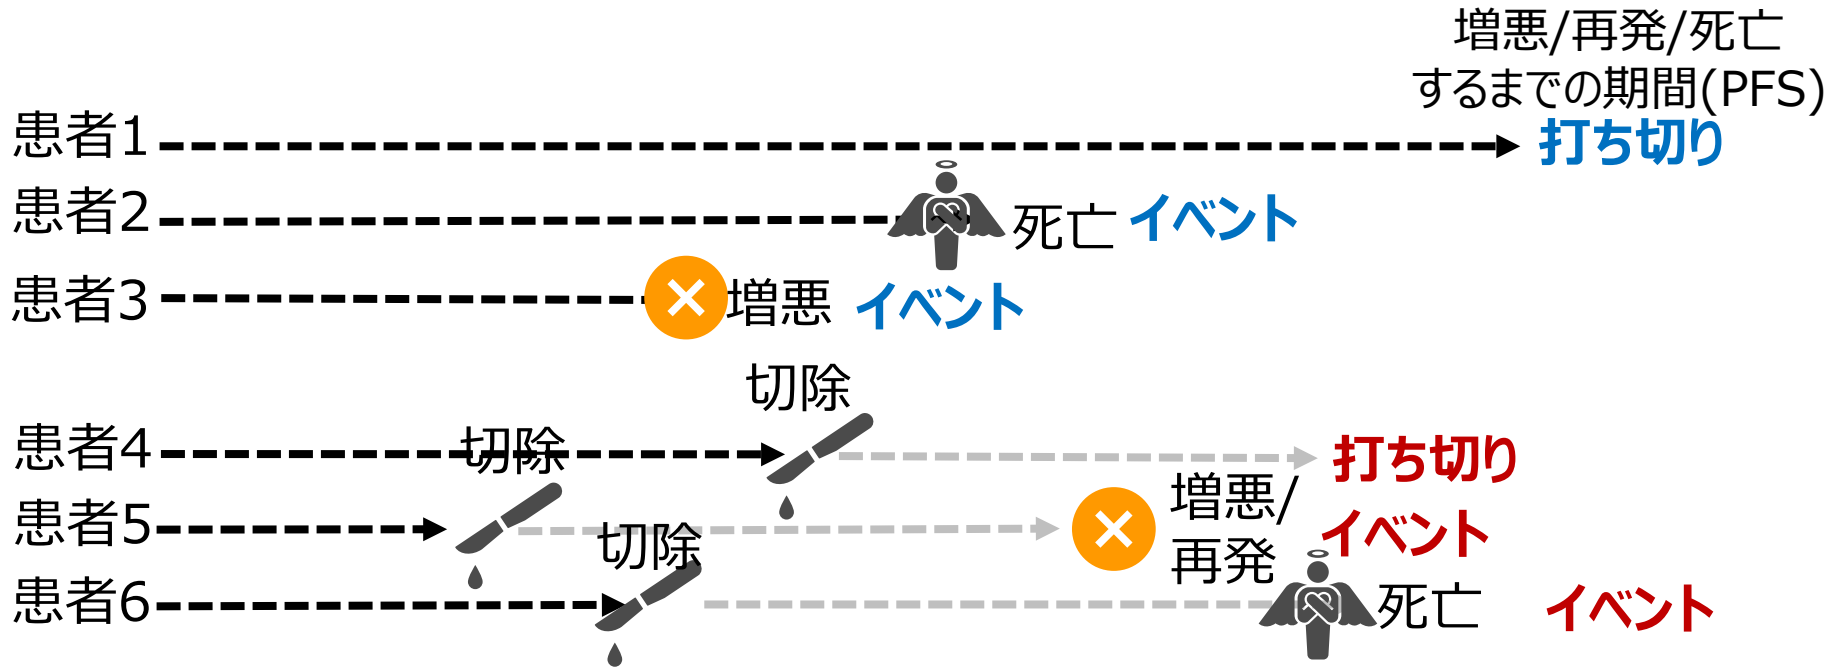 増悪/再発/死亡
するまでの期間(PFS)
患者1
打ち切り
患者2
死亡
イベント
患者3
増悪
イベント
切除
患者4
切除
打ち切り
患者5
増悪/
再発
イベント
切除
患者6
死亡
イベント